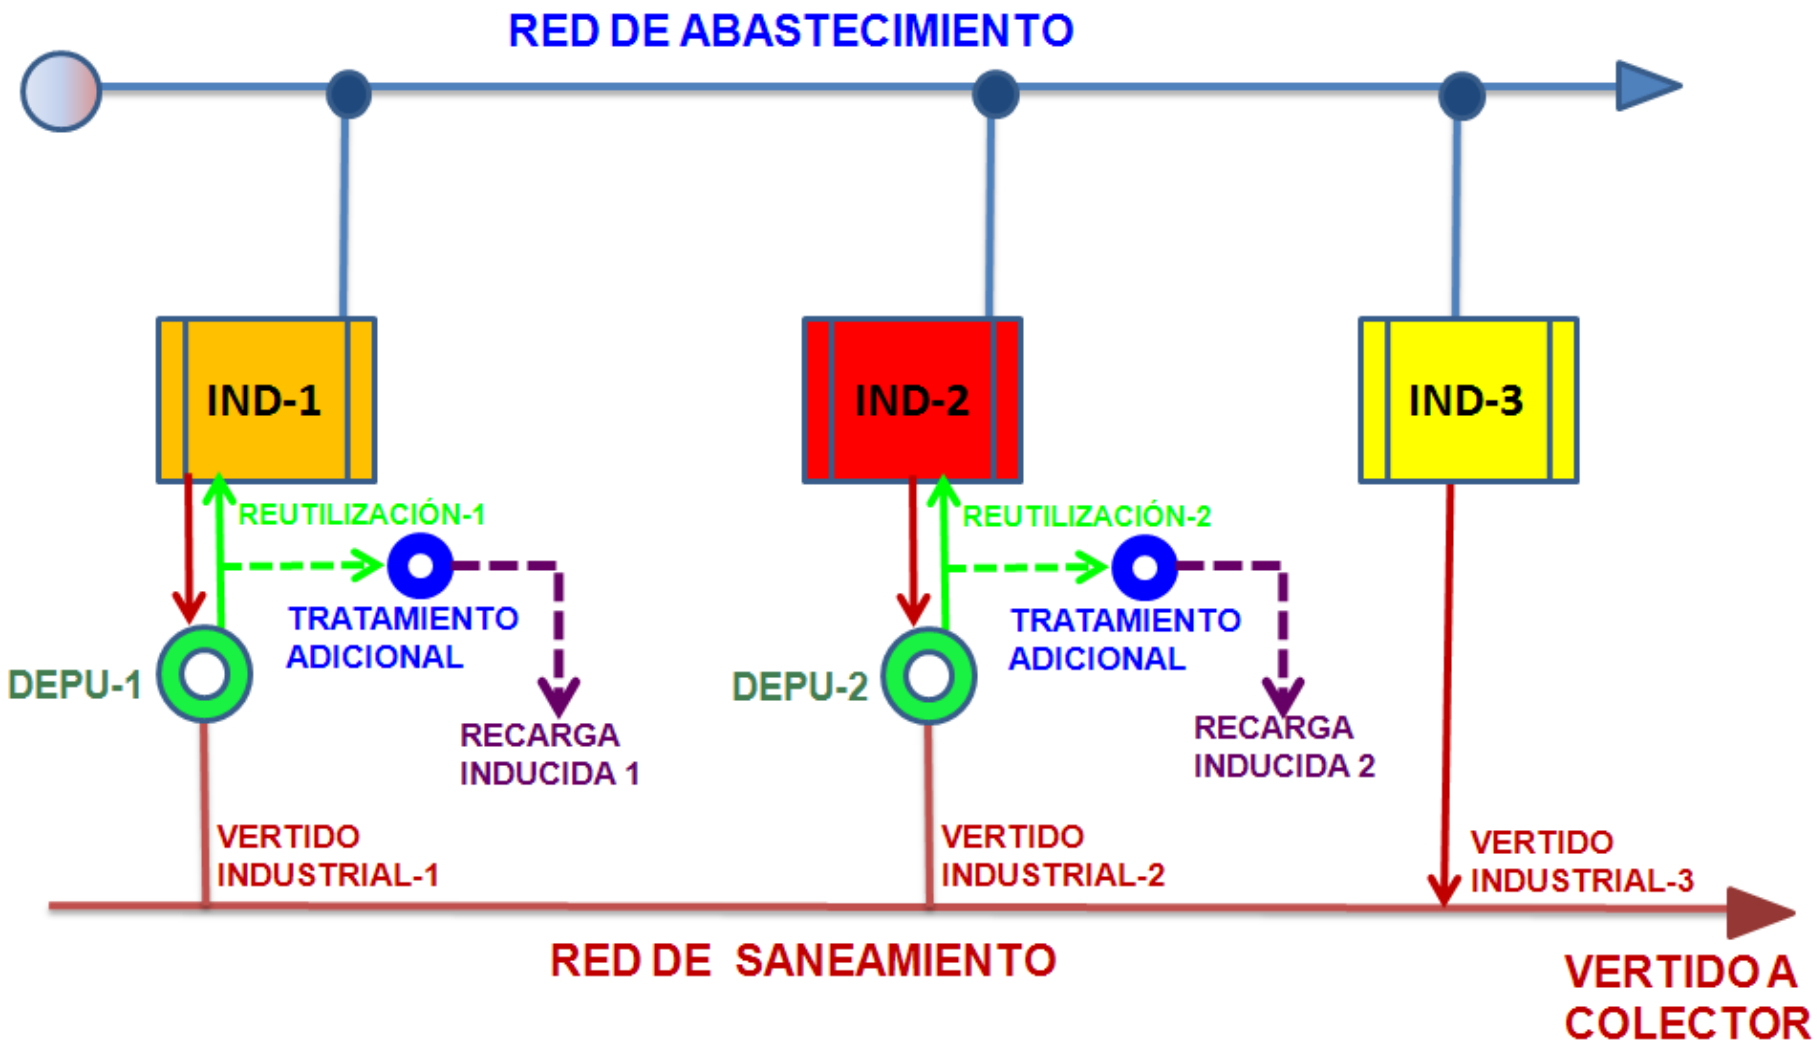 RED DE ABASTECIMIENTO
IND-1
IND-2
IND-3
REUTILIZACIÓN-1
REUTILIZACIÓN-2
TRATAMIENTO
ADICIONAL
TRATAMIENTO
ADICIONAL
DEPU-1
DEPU-2
RECARGA
INDUCIDA 1
RECARGA
INDUCIDA 2
VERTIDO
INDUSTRIAL-1
VERTIDO
INDUSTRIAL-2
VERTIDO
INDUSTRIAL-3
RED DE SANEAMIENTO
VERTIDO A
COLECTOR